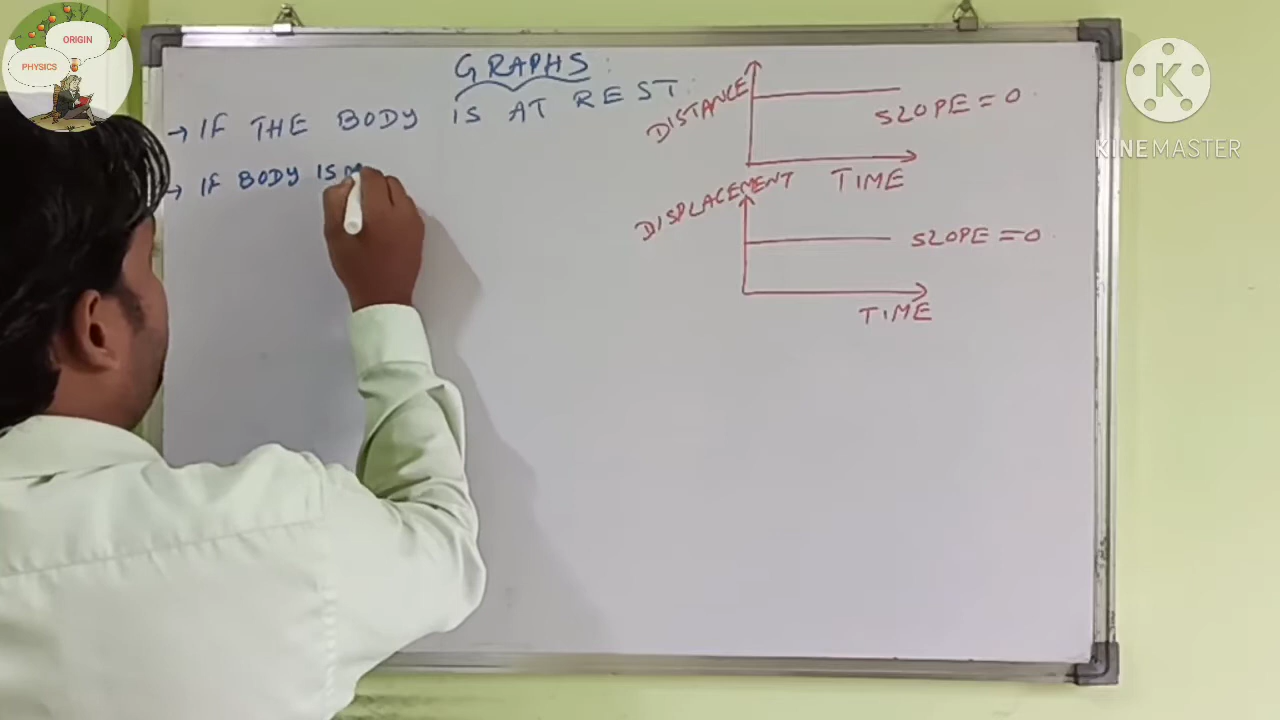 ORIGIN
PHYSICS
GRAPHS:
→ IF THE BODY IS AT REST:
→ IF BODY IS
DISTANCE
SLOPE = 0
TIME
DISPLACEMENT
SLOPE = 0
TIME
KINEMASTER